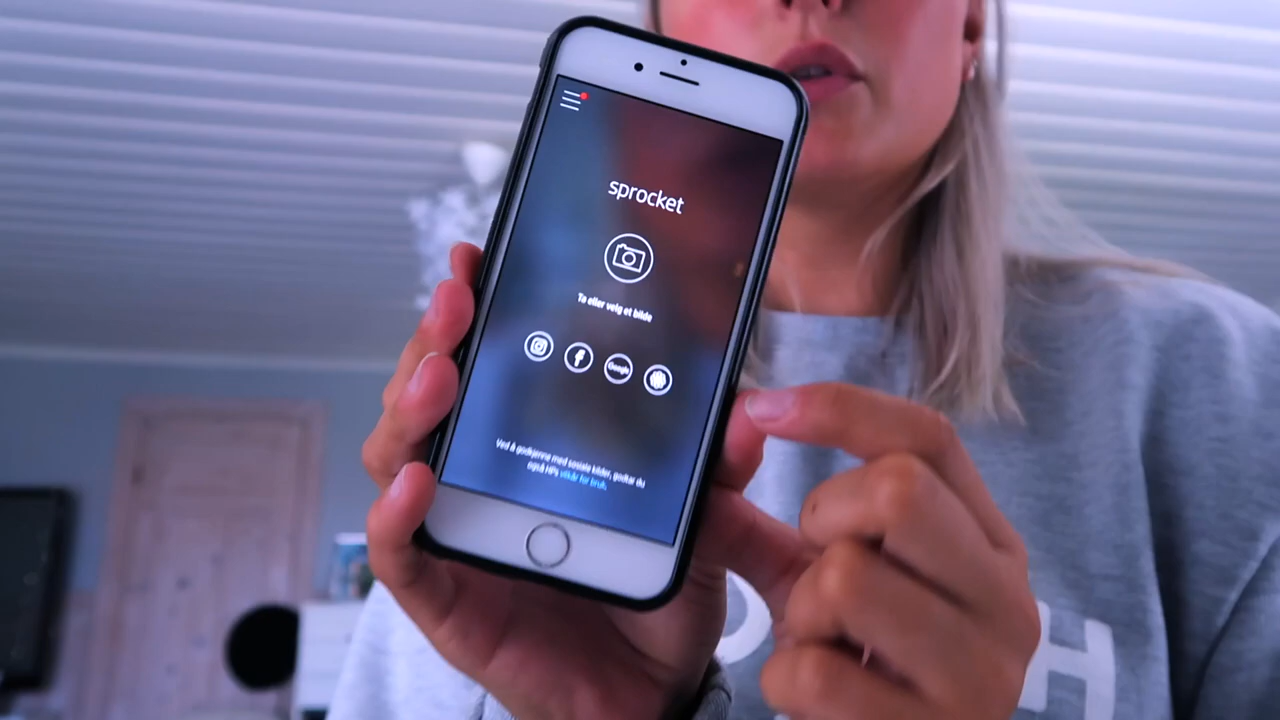 sprocket
Ta eller velg et bilde
Google
Ved å godkjenne med sosiale kilder, godtar du
også HPs vilkår for bruk.
H